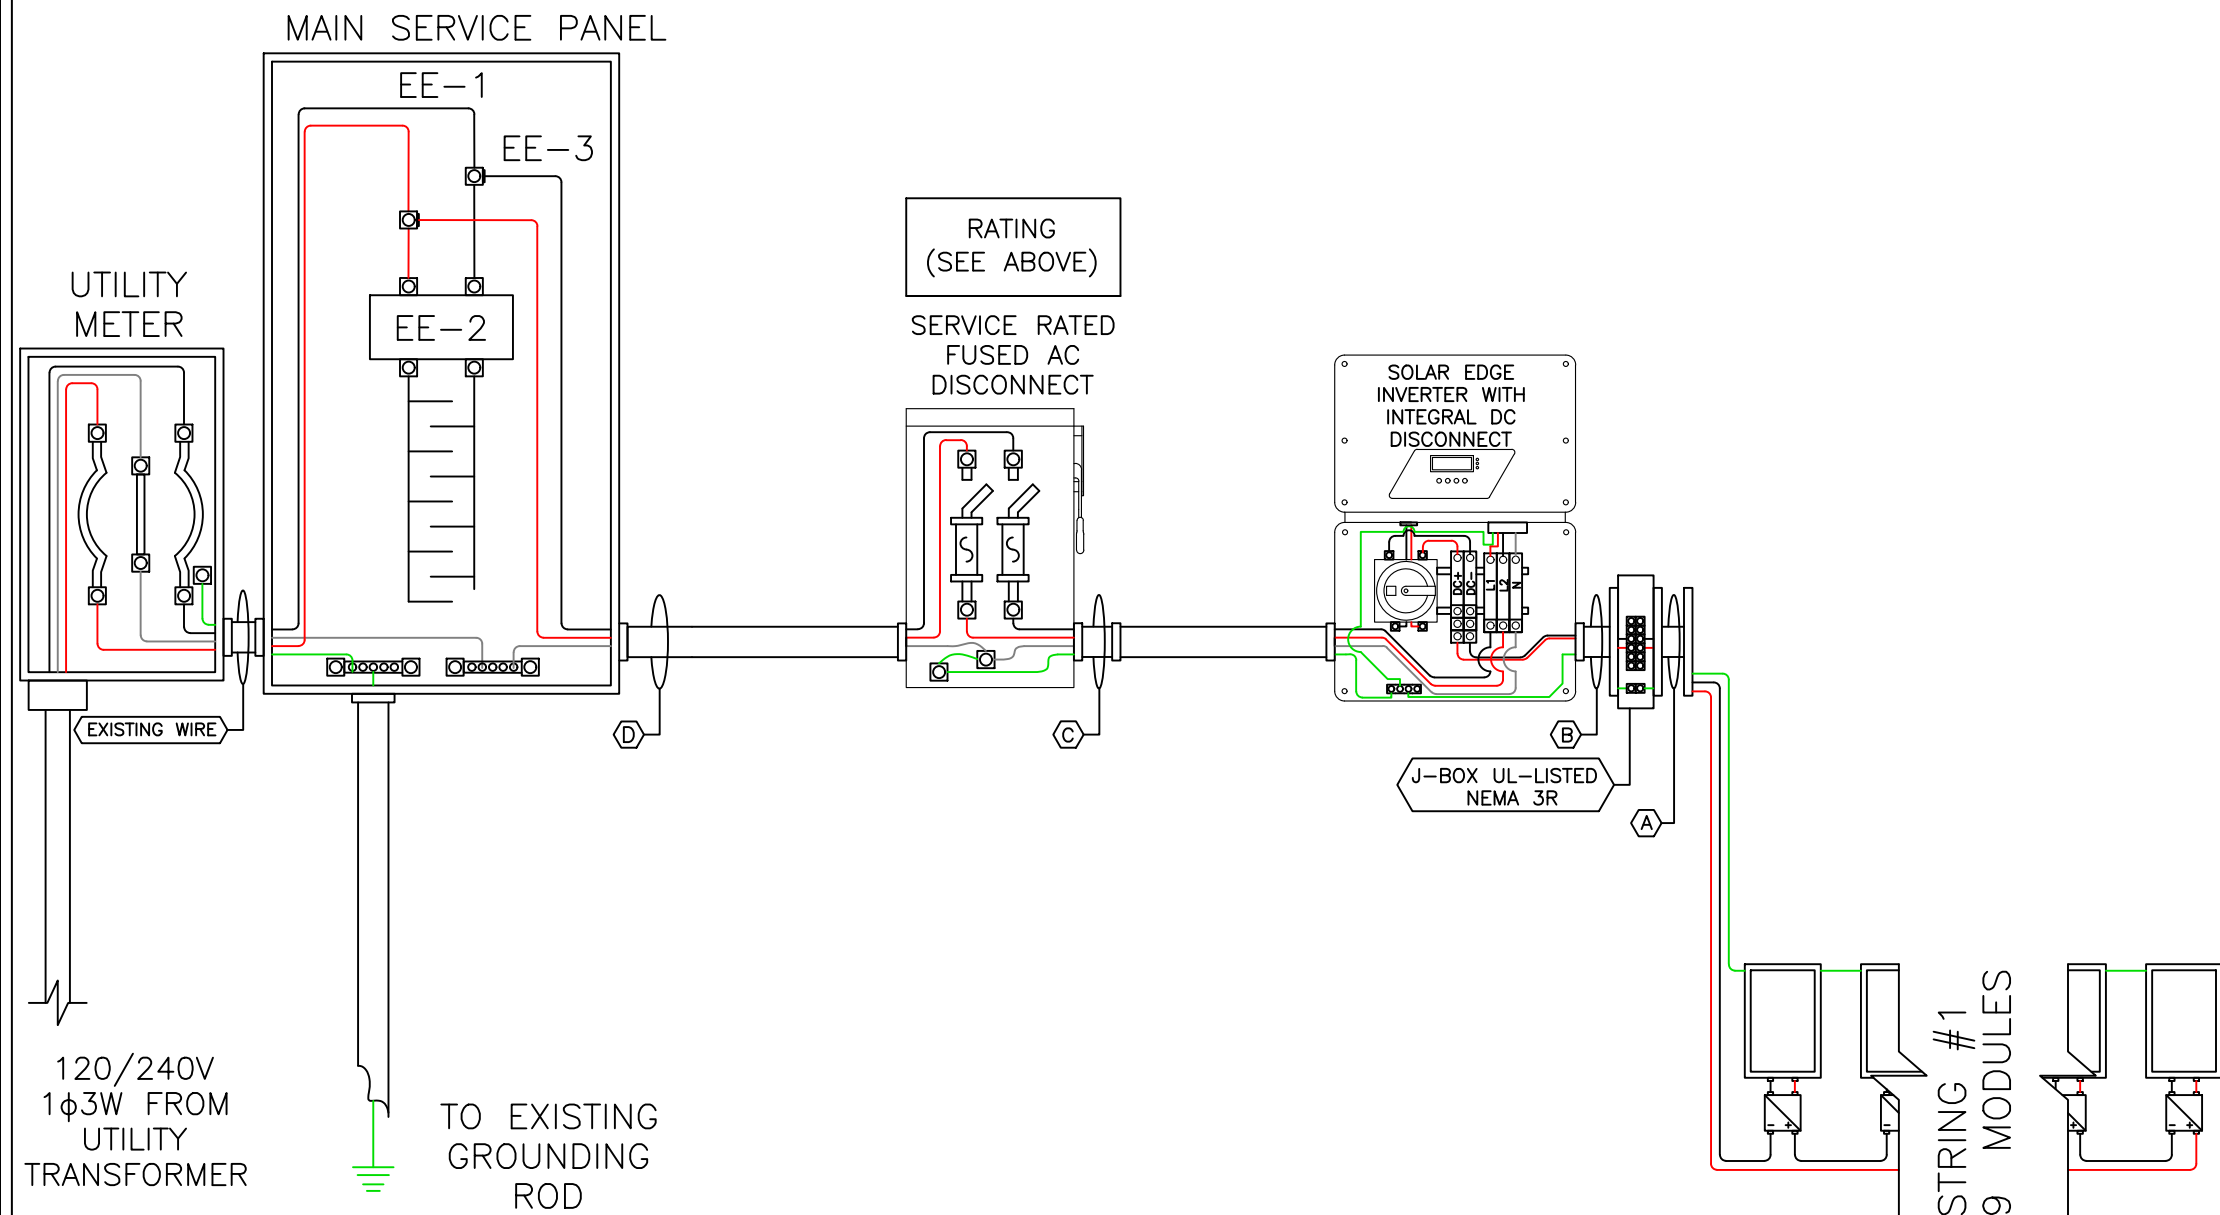 MAIN SERVICE PANEL
EE-1
EE-3
EE-2
UTILITY
METER
EXISTING WIRE
120/240V
1ϕ3W FROM
UTILITY
TRANSFORMER
TO EXISTING
GROUNDING
ROD
D
RATING
(SEE ABOVE)
SERVICE RATED
FUSED AC
DISCONNECT
S
S
C
SOLAR EDGE
INVERTER WITH
INTEGRAL DC
DISCONNECT
DC+
DC-
L1
L2
N
B
J-BOX UL-LISTED
NEMA 3R
A
- +
-
+
- +
STRING #1
9 MODULES